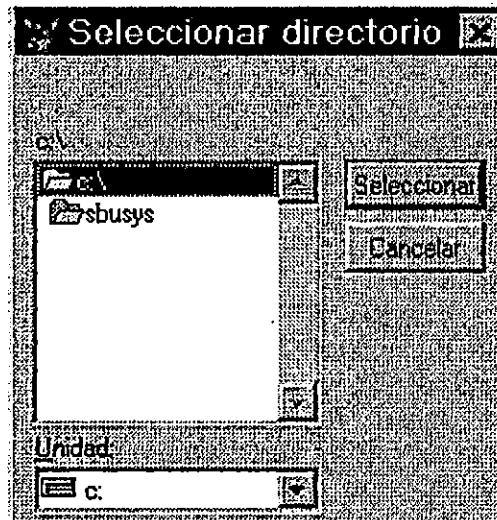 Seleccionar directorio
c:\
c:\
sbusys
Seleccionar
Cancelar
Unidad:
c: